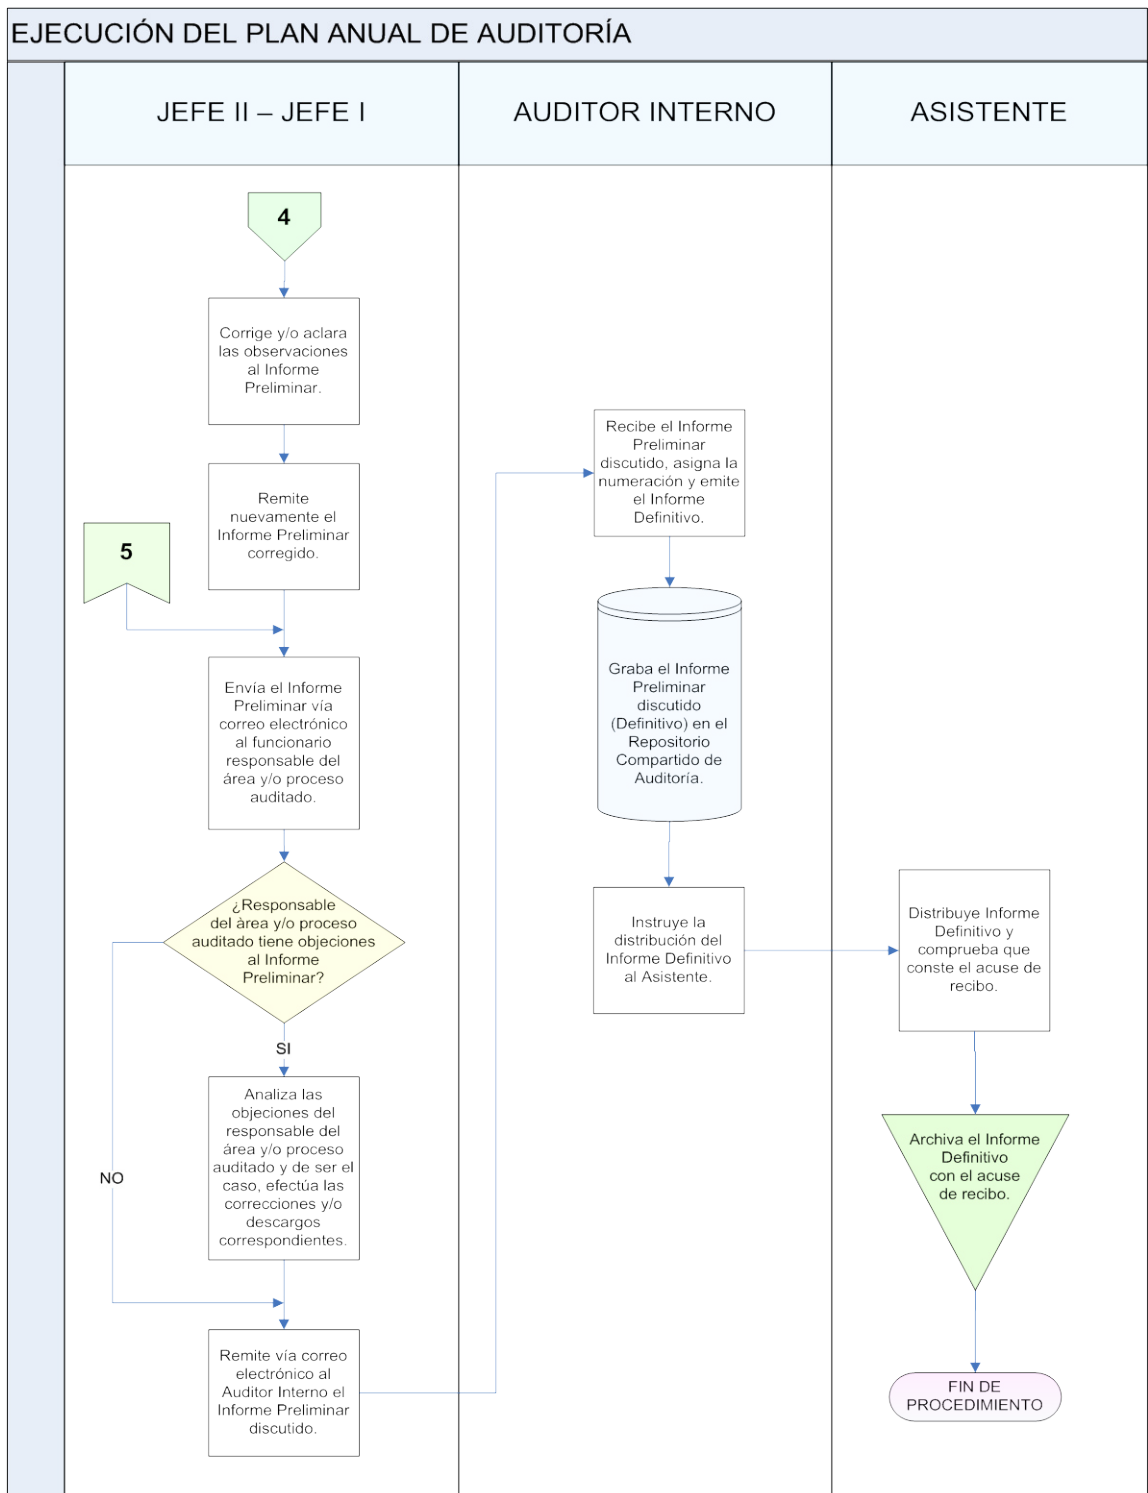 EJECUCIÓN DEL PLAN ANUAL DE AUDITORÍA
JEFE II – JEFE I
AUDITOR INTERNO
ASISTENTE
4
Corrige y/o aclara
las observaciones
al Informe
Preliminar.
Remite
nuevamente el
Informe Preliminar
corregido.
5
Envía el Informe
Preliminar vía
correo electrónico
al funcionario
responsable del
área y/o proceso
auditado.
¿Responsable
del àrea y/o proceso
auditado tiene objeciones
al Informe
Preliminar?
SI
NO
Analiza las
objeciones del
responsable del
área y/o proceso
auditado y de ser el
caso, efectúa las
correcciones y/o
descargos
correspondientes.
Remite vía correo
electrónico al
Auditor Interno el
Informe Preliminar
discutido.
Recibe el Informe
Preliminar
discutido, asigna la
numeración y emite
el Informe
Definitivo.
Graba el Informe
Preliminar
discutido
(Definitivo) en el
Repositorio
Compartido de
Auditoría.
Instruye la
distribución del
Informe Definitivo
al Asistente.
Distribuye Informe
Definitivo y
comprueba que
conste el acuse de
recibo.
Archiva el Informe
Definitivo
con el acuse
de recibo.
FIN DE
PROCEDIMIENTO